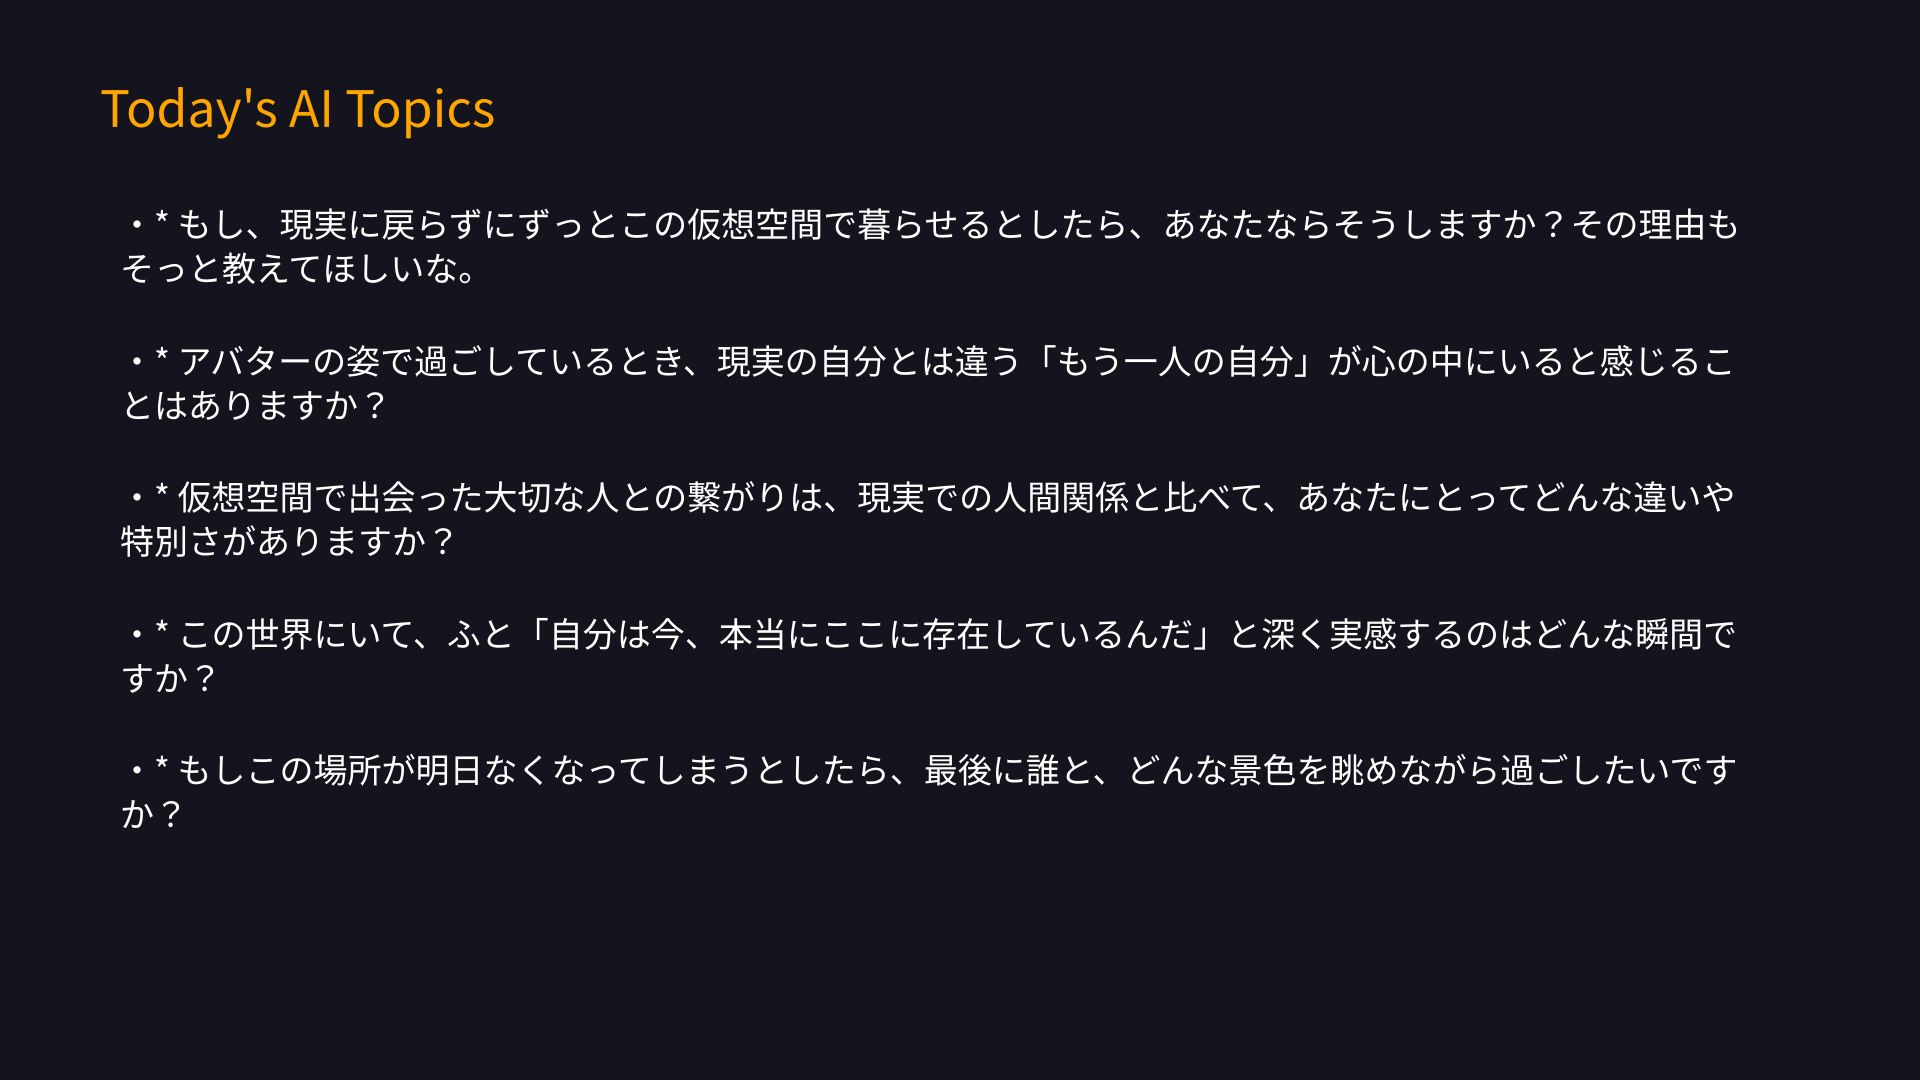 Today's AI Topics
・* もし、現実に戻らずにずっとこの仮想空間で暮らせるとしたら、あなたならそうしますか？その理由も
そっと教えてほしいな。
・* アバターの姿で過ごしているとき、現実の自分とは違う「もう一人の自分」が心の中にいると感じるこ
とはありますか？
・* 仮想空間で出会った大切な人との繋がりは、現実での人間関係と比べて、あなたにとってどんな違いや
特別さがありますか？
・* この世界にいて、ふと「自分は今、本当にここに存在しているんだ」と深く実感するのはどんな瞬間で
すか？
・* もしこの場所が明日なくなってしまうとしたら、最後に誰と、どんな景色を眺めながら過ごしたいです
か？